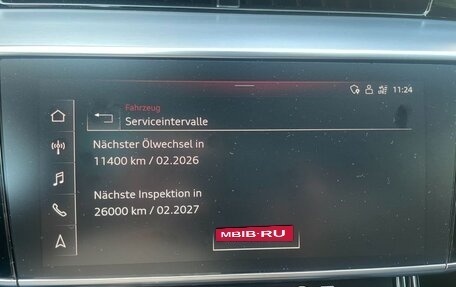 11:24
Fahrzeug
Serviceintervalle
Nächster Ölwechsel in
11400 km / 02.2026
Nächste Inspektion in
26000 km / 02.2027
MBIB-RU